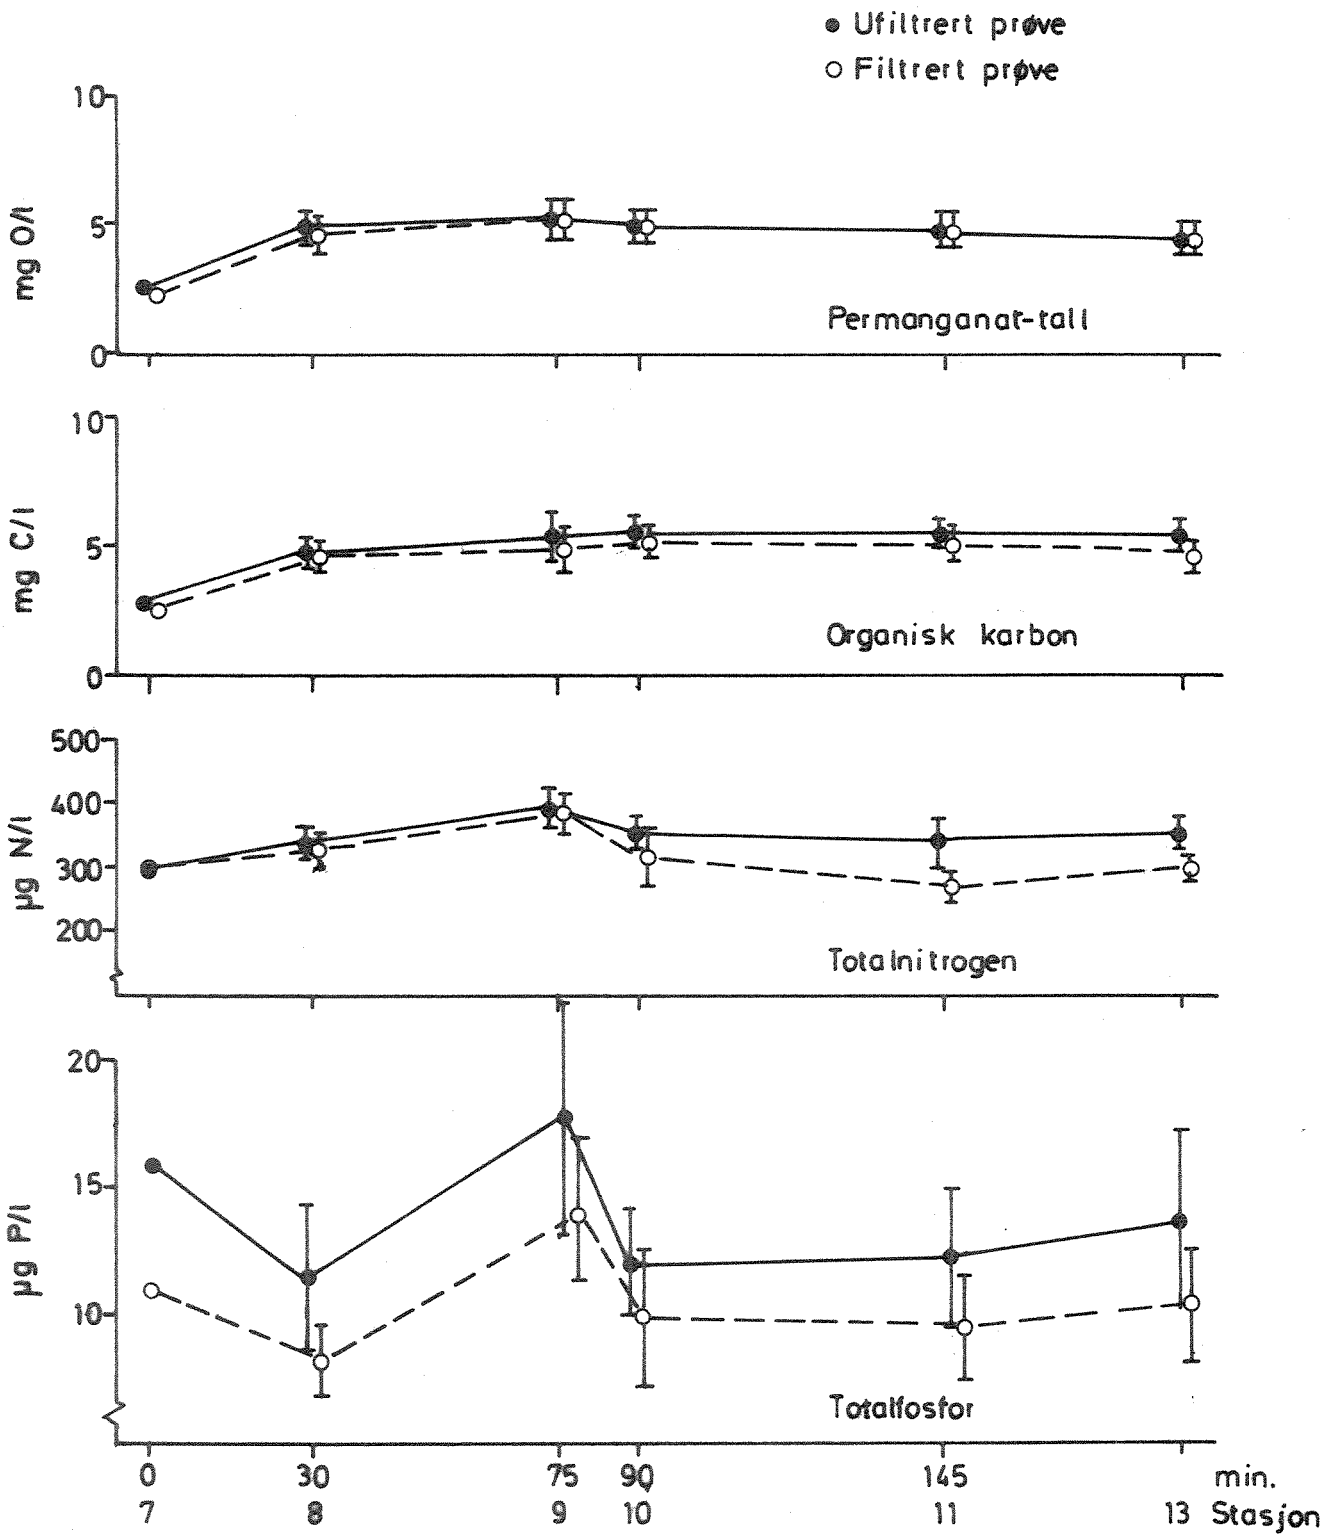 Ufiltrert prøve
Filtrert prøve
10
5
0
mg O/l
Permanganat-tall
10
5
0
mg C/l
Organisk karbon
500
400
300
200
µg N/l
Totalnitrogen
20
15
10
µg P/l
Totalfosfor
0 30 75 90 145 min.
7 8 9 10 11 13 Stasjon